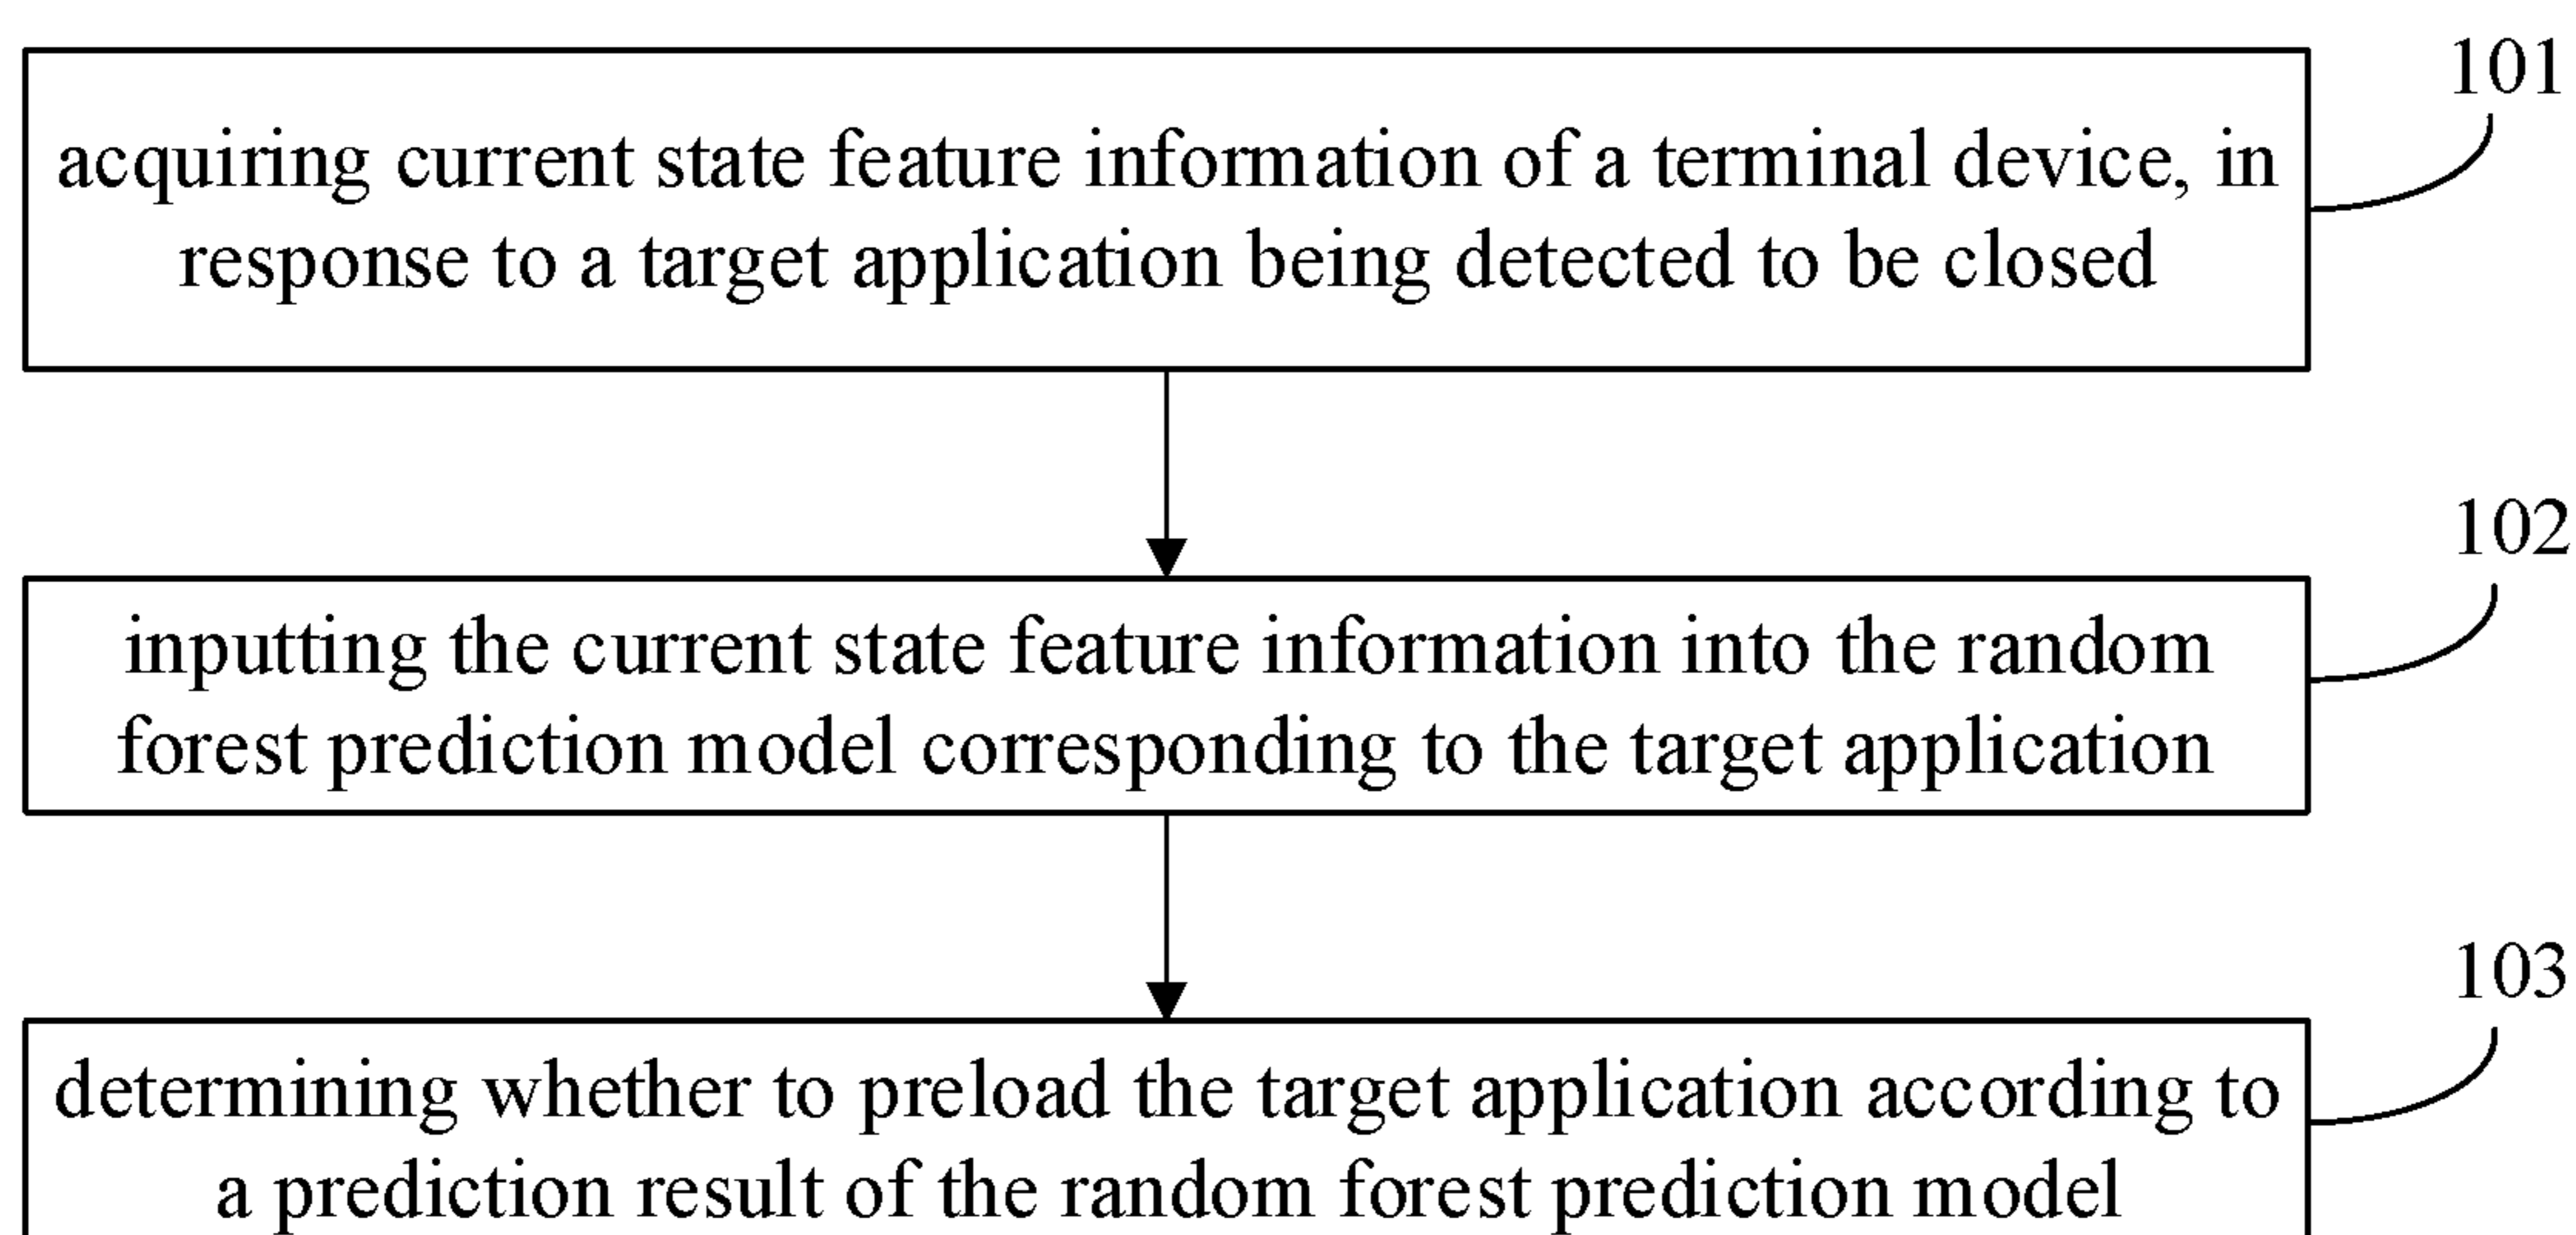 101
acquiring current state feature information of a terminal device, in
response to a target application being detected to be closed
102
inputting the current state feature information into the random
forest prediction model corresponding to the target application
103
determining whether to preload the target application according to
a prediction result of the random forest prediction model